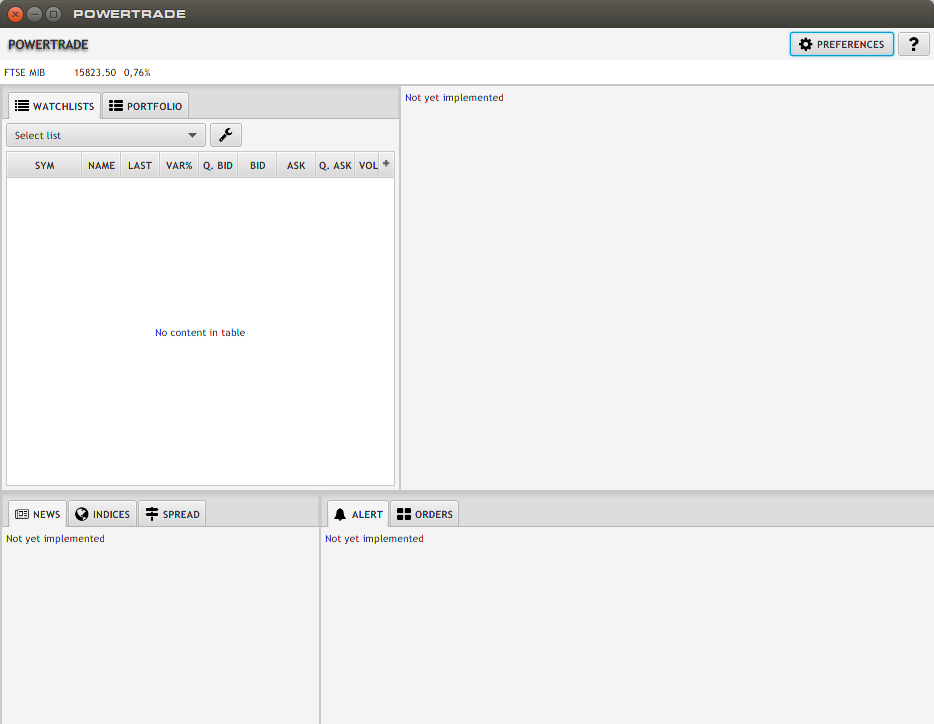 POWERTRADE
POWERTRADE
PREFERENCES ?
FTSE MIB 15823.50 0,76%
WATCHLISTS PORTFOLIO
Select list
SYM NAME LAST VAR% Q. BID BID ASK Q. ASK VOL +
No content in table
Not yet implemented
NEWS INDICES SPREAD
Not yet implemented
ALERT ORDERS
Not yet implemented